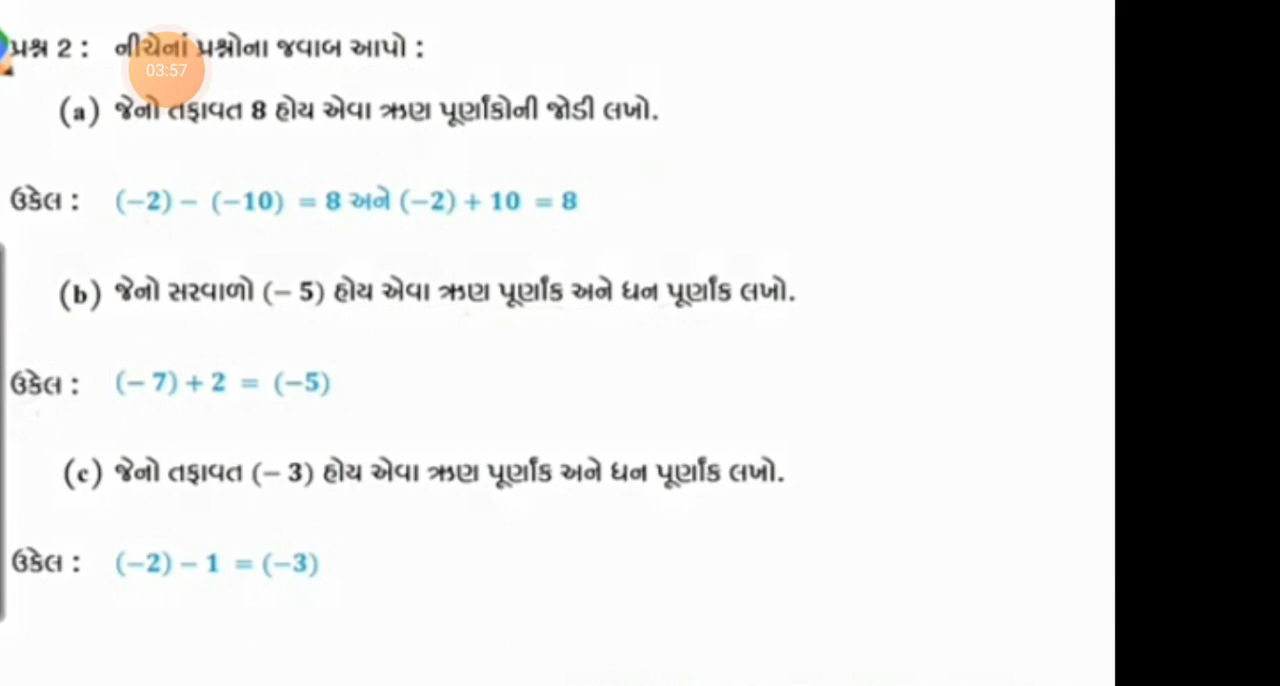 પ્રશ્ન 2 : નીચેનાં પ્રશ્નોના જવાબ આપો :
03:57
(a) જેનો તફાવત 8 હોય એવા ઋણ પૂર્ણાંકોની જોડી લખો.
ઉકેલ : (−2) − (−10) = 8 અને (−2) + 10 = 8
(b) જેનો સરવાળો (− 5) હોય એવા ઋણ પૂર્ણાંક અને ધન પૂર્ણાંક લખો.
ઉકેલ : (− 7) + 2 = (−5)
(c) જેનો તફાવત (− 3) હોય એવા ઋણ પૂર્ણાંક અને ધન પૂર્ણાંક લખો.
ઉકેલ : (−2) − 1 = (−3)